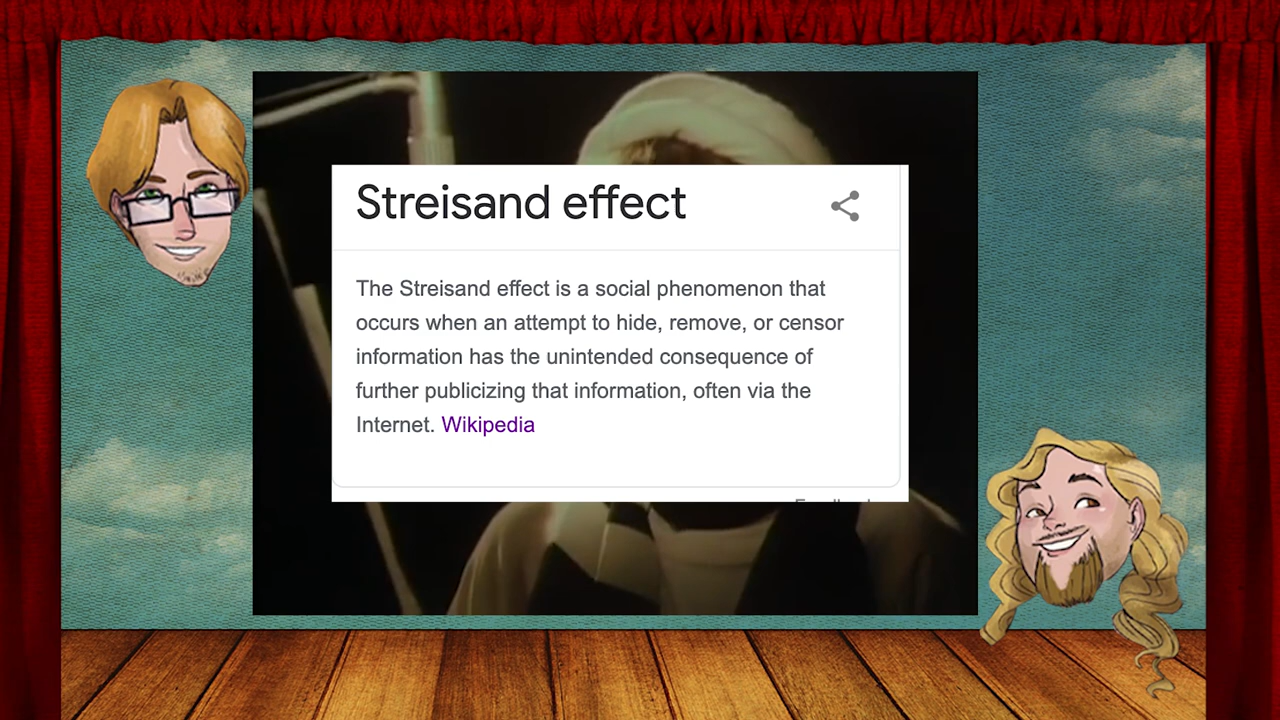 Streisand effect
The Streisand effect is a social phenomenon that
occurs when an attempt to hide, remove, or censor
information has the unintended consequence of
further publicizing that information, often via the
Internet. Wikipedia